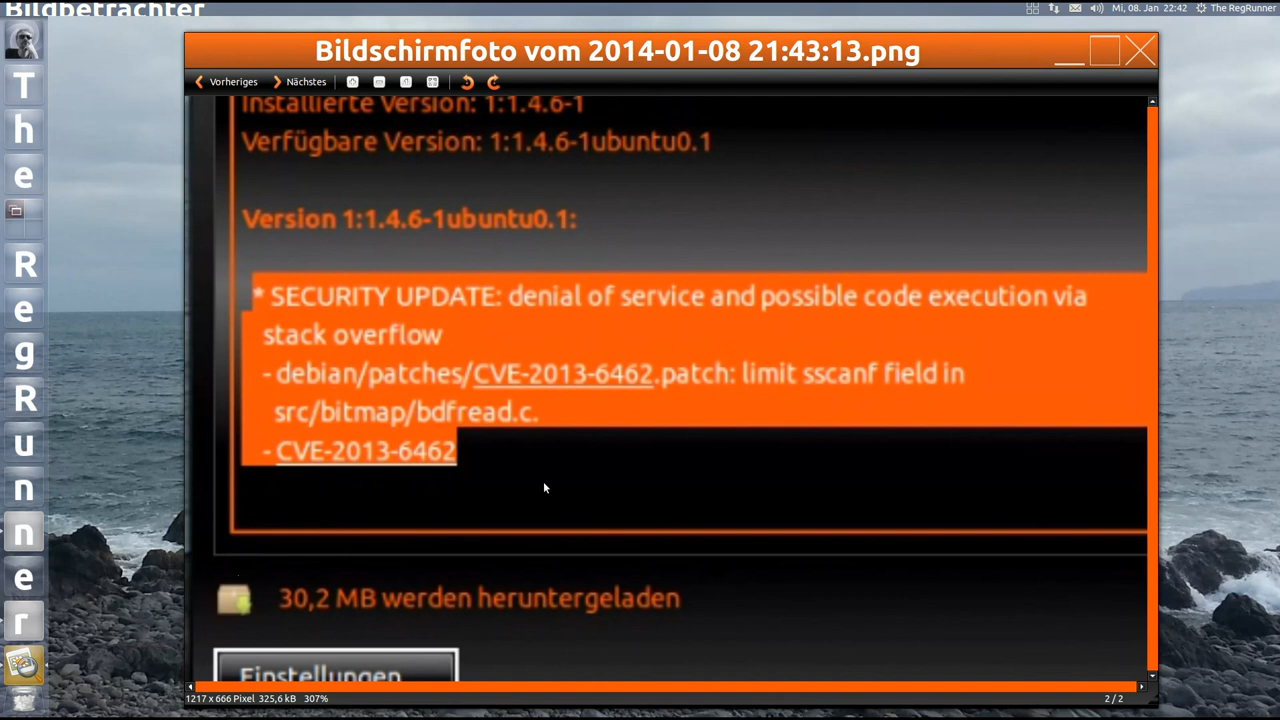 Bildbetrachter
Mi, 08. Jan 22:42
The RegRunner
Bildschirmfoto vom 2014-01-08 21:43:13.png
Vorheriges
Nächstes
T
h
e
R
e
g
R
u
n
n
e
r
Installierte Version: 1:1.4.6-1
Verfügbare Version: 1:1.4.6-1ubuntu0.1
Version 1:1.4.6-1ubuntu0.1:
* SECURITY UPDATE: denial of service and possible code execution via
stack overflow
- debian/patches/CVE-2013-6462.patch: limit sscanf field in
src/bitmap/bdfread.c.
- CVE-2013-6462
30,2 MB werden heruntergeladen
Einstellungen
1217 x 666 Pixel 325,6 kB 307%
2 / 2